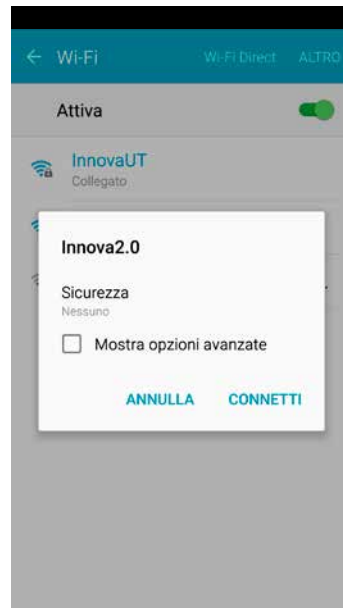 Wi-Fi
Wi-Fi Direct
ALTRO
Attiva
InnovaUT
Collegato
Innova2.0
Sicurezza
Nessuno
Mostra opzioni avanzate
ANNULLA
CONNETTI